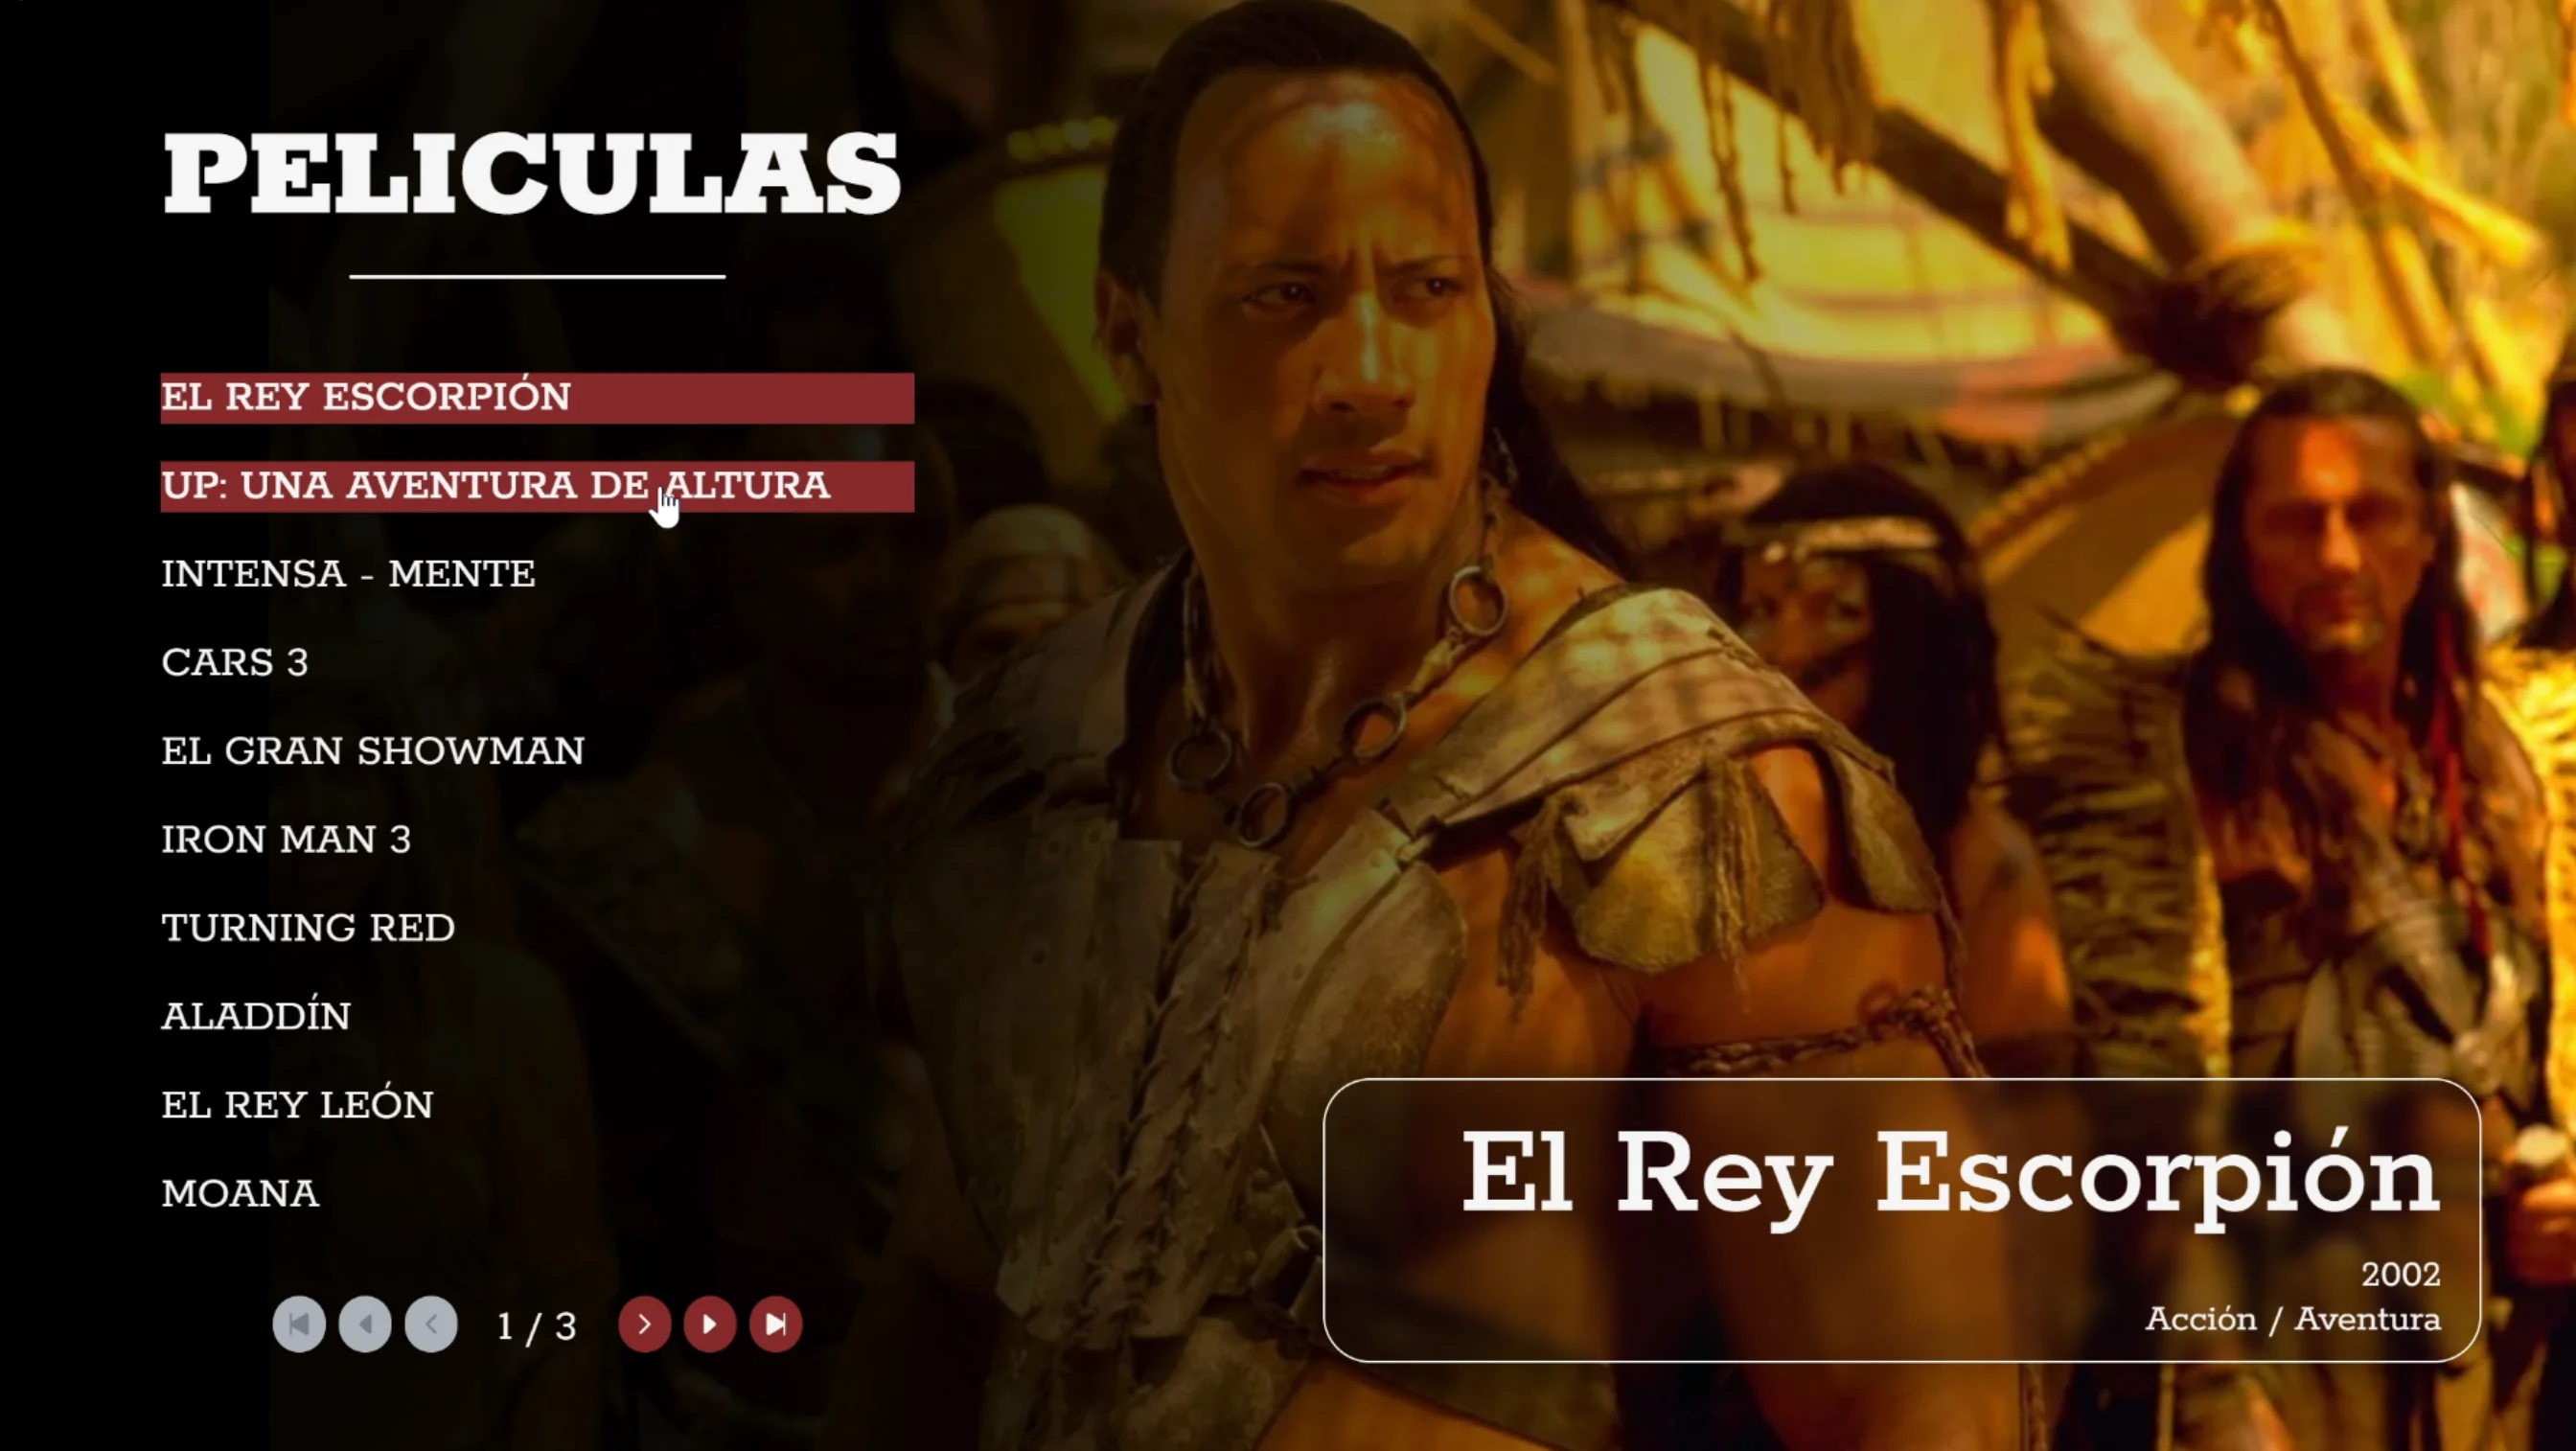 PELICULAS
EL REY ESCORPIÓN
UP: UNA AVENTURA DE ALTURA
INTENSA - MENTE
CARS 3
EL GRAN SHOWMAN
IRON MAN 3
TURNING RED
ALADDÍN
EL REY LEÓN
MOANA
1 / 3
El Rey Escorpión
2002
Acción / Aventura